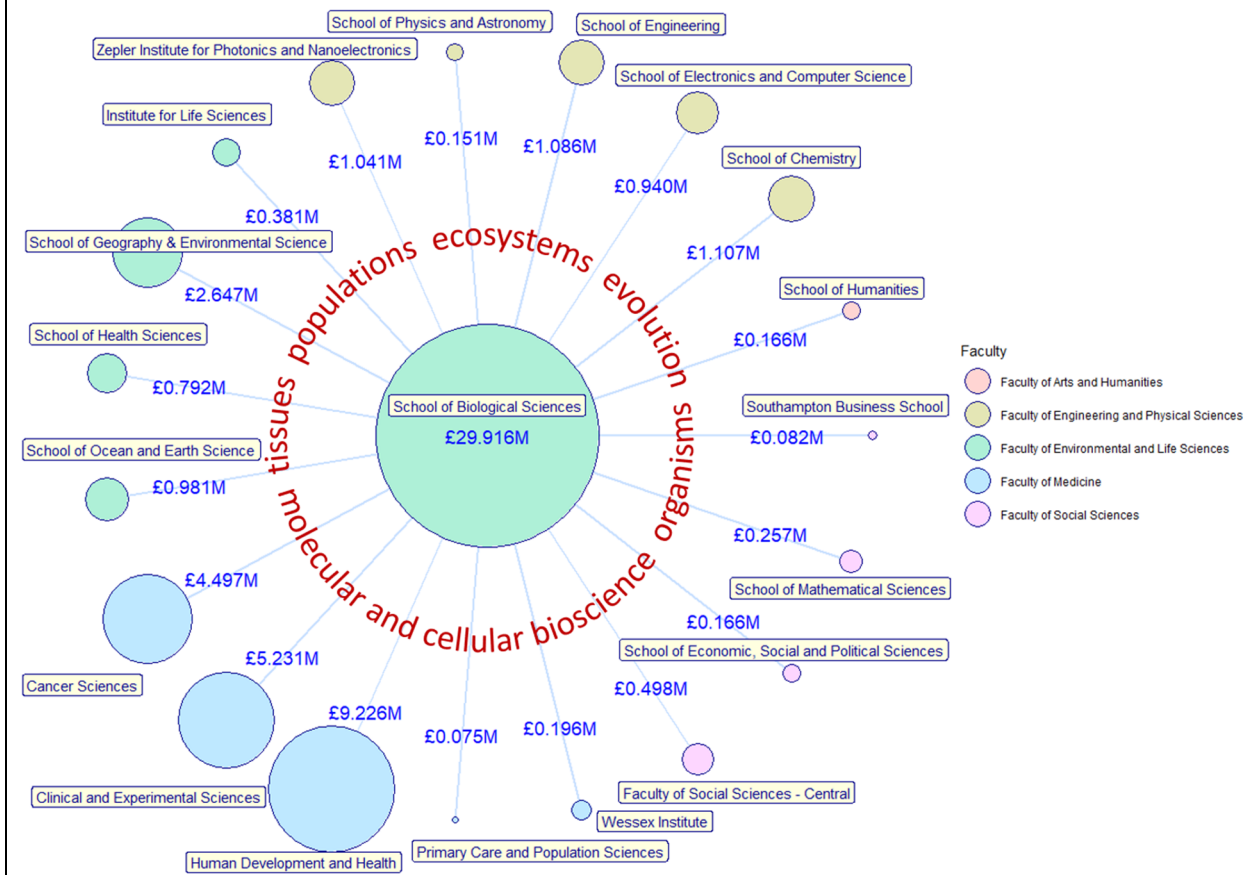 School of Physics and Astronomy
School of Engineering
Zepler Institute for Photonics and Nanoelectronics
School of Electronics and Computer Science
Institute for Life Sciences
£0.151M
£1.086M
£1.041M
School of Chemistry
£0.940M
£0.381M
School of Geography & Environmental Science
£1.107M
£2.647M
School of Humanities
£0.166M
School of Health Sciences
£0.792M
tissues populations ecosystems evolution organisms
molecular and cellular bioscience
School of Biological Sciences
£29.916M
Southampton Business School
£0.082M
School of Ocean and Earth Science
£0.981M
£0.257M
School of Mathematical Sciences
£4.497M
Cancer Sciences
£0.166M
School of Economic, Social and Political Sciences
£5.231M
Clinical and Experimental Sciences
£0.498M
Faculty of Social Sciences - Central
£9.226M
Human Development and Health
£0.075M
Primary Care and Population Sciences
£0.196M
Wessex Institute
Faculty
Faculty of Arts and Humanities
Faculty of Engineering and Physical Sciences
Faculty of Environmental and Life Sciences
Faculty of Medicine
Faculty of Social Sciences